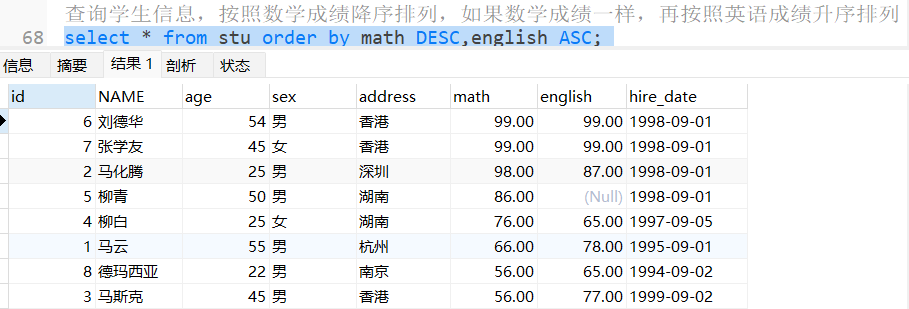 查询学生信息，按照数学成绩降序排列，如果数学成绩一样，再按照英语成绩升序排列
68 select * from stu order by math DESC,english ASC;
信息 摘要 结果 1 剖析 状态
id NAME age sex address math english hire_date
6 刘德华 54 男 香港 99.00 99.00 1998-09-01
7 张学友 45 女 香港 99.00 99.00 1998-09-01
2 马化腾 25 男 深圳 98.00 87.00 1998-09-01
5 柳青 50 男 湖南 86.00 (Null) 1998-09-01
4 柳白 25 女 湖南 76.00 65.00 1997-09-05
1 马云 55 男 杭州 66.00 78.00 1995-09-01
8 德玛西亚 22 男 南京 56.00 65.00 1994-09-02
3 马斯克 45 男 香港 56.00 77.00 1999-09-02